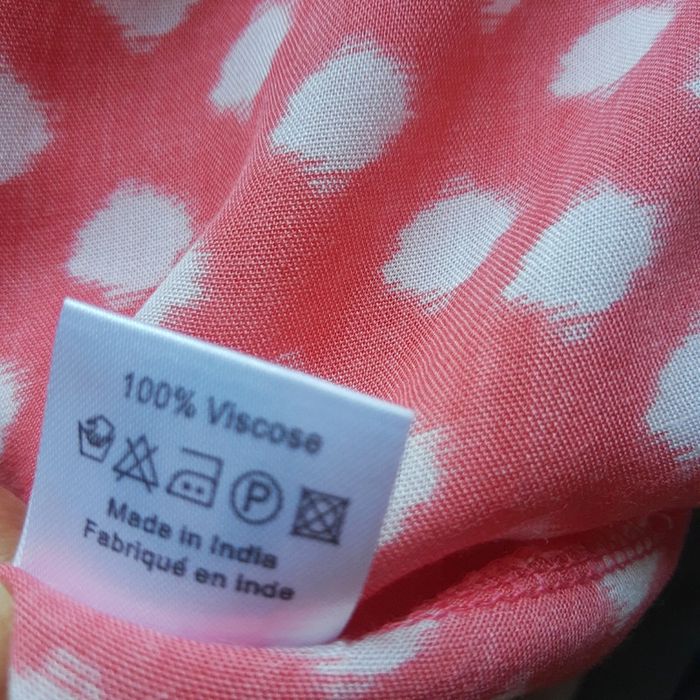 100% Viscose
P
Made in India
Fabriqué en Inde